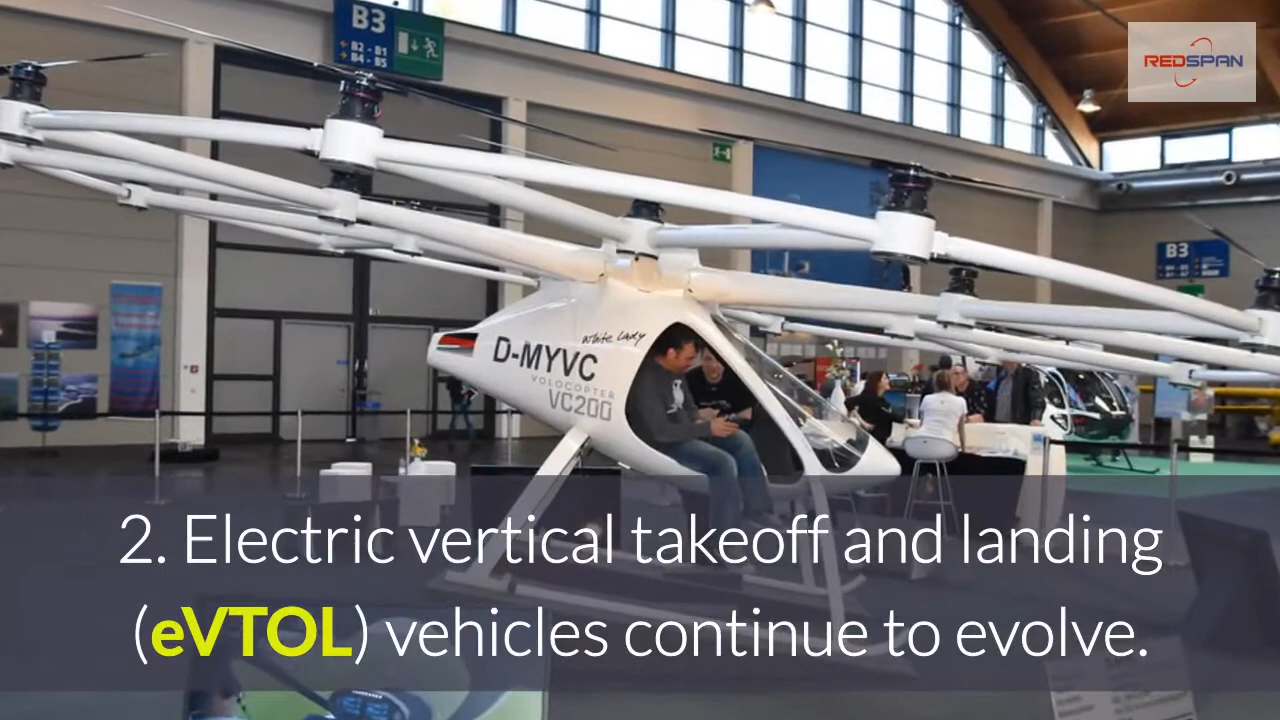 B3
B2 - B1
B4 - B5
REDSPAN
B3
white Lady
D-MYVC
VOLOCOPTER
VC200
2. Electric vertical takeoff and landing
(eVTOL) vehicles continue to evolve.